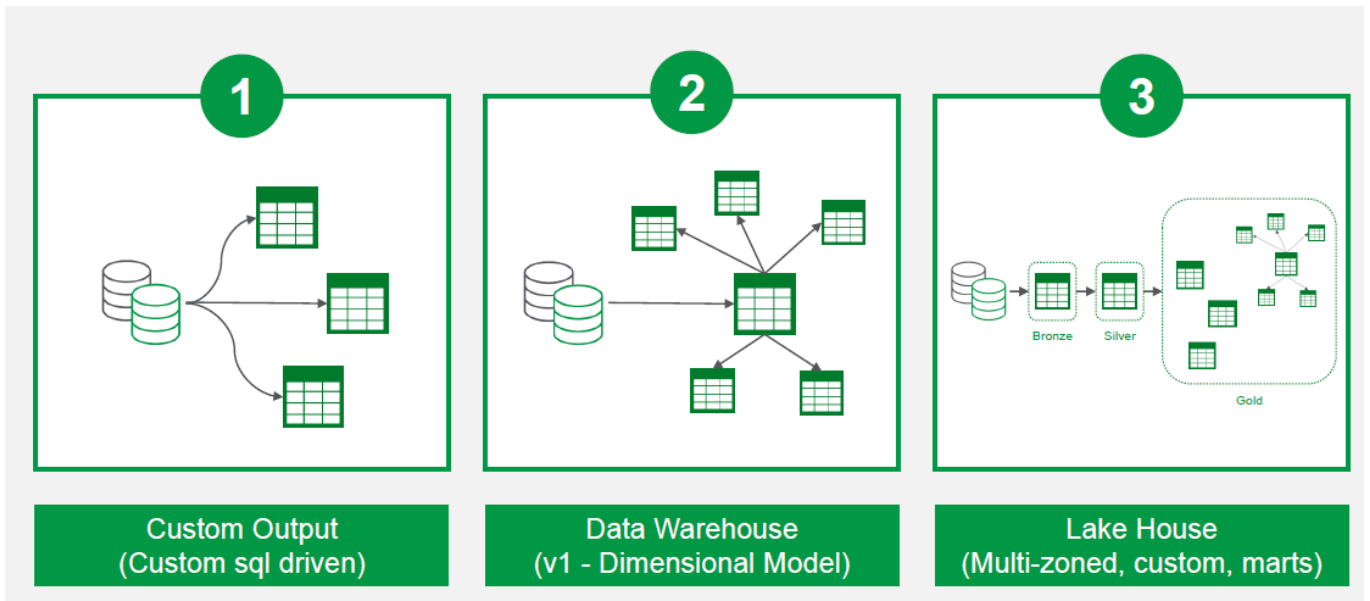 1
2
3
Bronze
Silver
Gold
Custom Output
(Custom sql driven)
Data Warehouse
(v1 - Dimensional Model)
Lake House
(Multi-zoned, custom, marts)